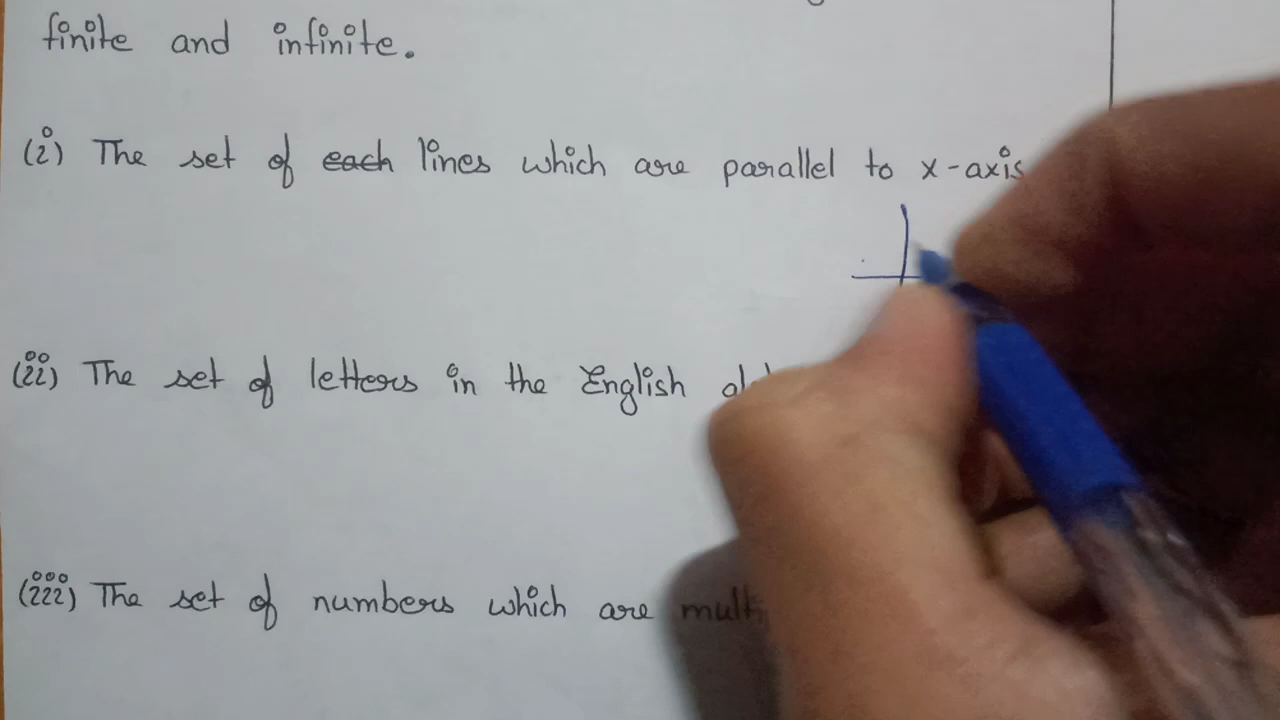 finite and infinite.
(i) The set of each lines which are parallel to x-axis
(ii) The set of letters in the English
(iii) The set of numbers which are